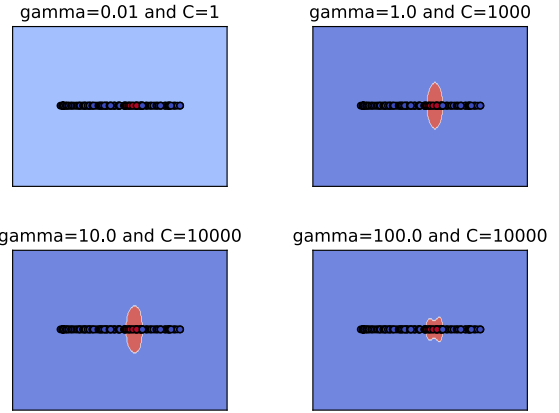 gamma=0.01 and C=1
gamma=1.0 and C=1000
gamma=10.0 and C=10000
gamma=100.0 and C=10000